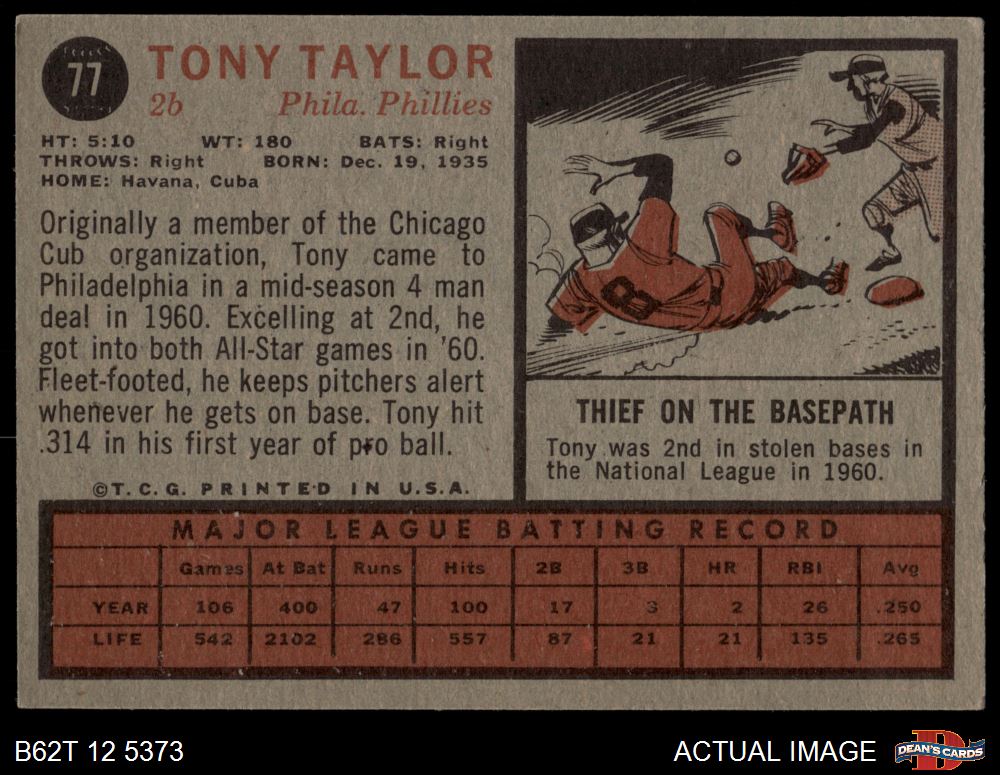 77
TONY TAYLOR
2b Phila. Phillies
HT: 5:10 WT: 180 BATS: Right
THROWS: Right BORN: Dec. 19, 1935
HOME: Havana, Cuba
Originally a member of the Chicago
Cub organization, Tony came to
Philadelphia in a mid-season 4 man
deal in 1960. Excelling at 2nd, he
got into both All-Star games in '60.
Fleet-footed, he keeps pitchers alert
whenever he gets on base. Tony hit
.314 in his first year of pro ball.
©T.C.G. PRINTED IN U.S.A.
8
THIEF ON THE BASEPATH
Tony was 2nd in stolen bases in
the National League in 1960.
MAJOR LEAGUE BATTING RECORD
Games At Bat Runs Hits 2B 3B HR RBI Avg
YEAR 106 400 47 100 17 3 2 26 .250
LIFE 542 2102 286 557 87 21 21 135 .265
B62T 12 5373
ACTUAL IMAGE
D
DEAN'S CARDS